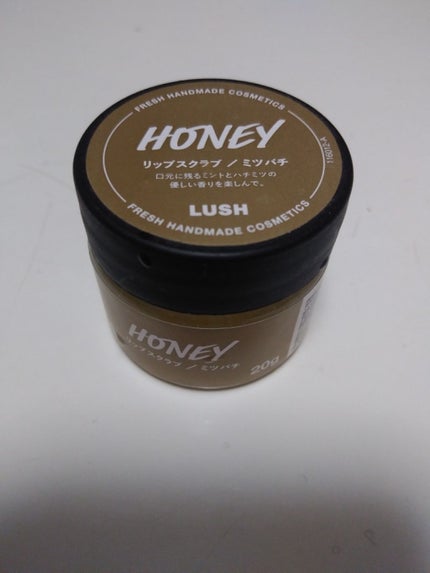 FRESH HANDMADE COSMETICS
HONEY
リップスクラブ / ミツバチ
口元に残るミントとハチミツの
優しい香りを楽しんで。
LUSH
FRESH HANDMADE COSMETICS
HONEY
リップスクラブ / ミツバチ
20g